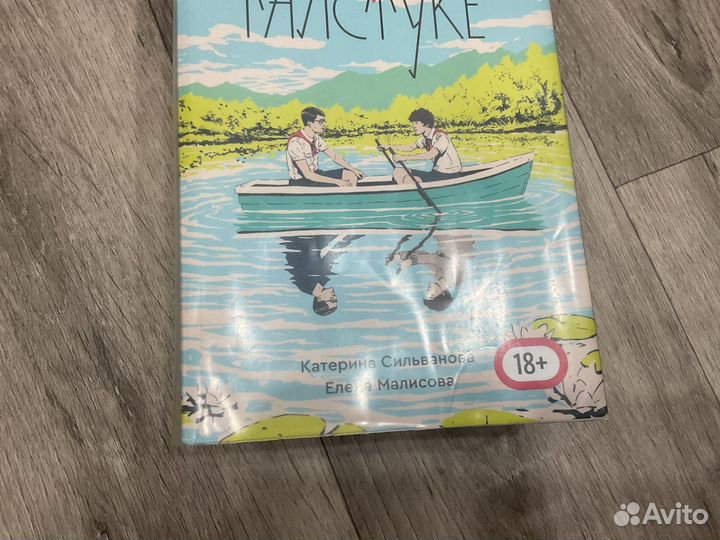 ГАЛСТУКЕ
Катерина Сильванова
Елена Малисова
18+
Avito